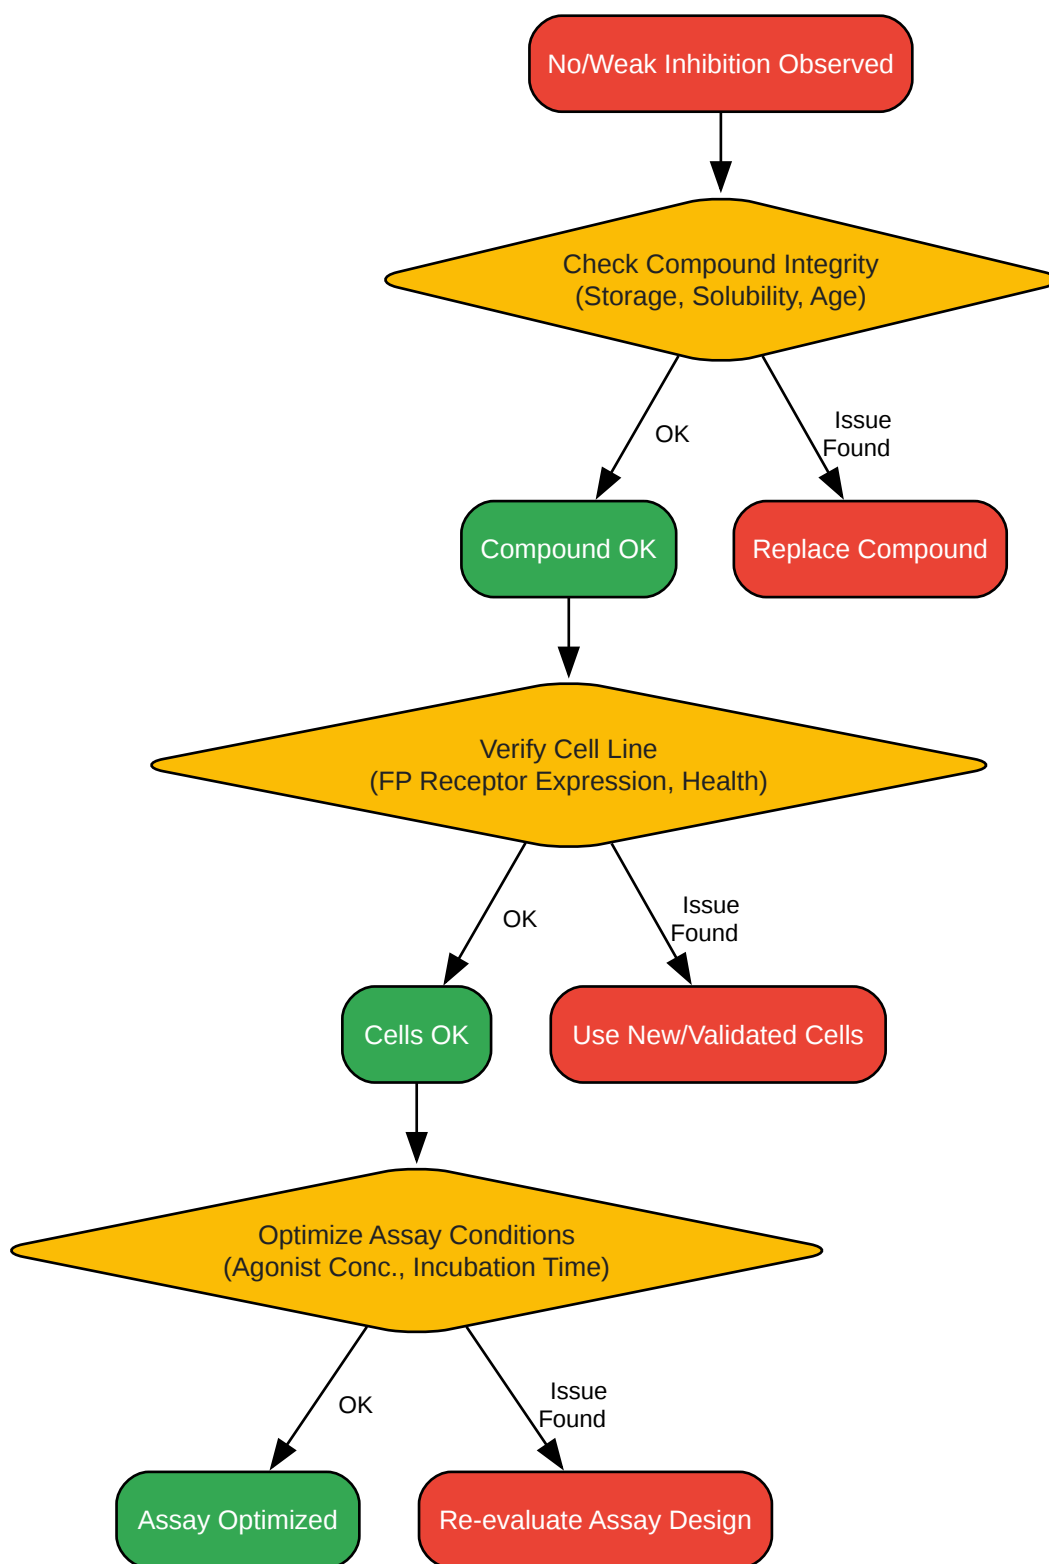 No/Weak Inhibition Observed
Check Compound Integrity
(Storage, Solubility, Age)
OK
Issue
Found
Compound OK
Replace Compound
Verify Cell Line
(FP Receptor Expression, Health)
OK
Issue
Found
Cells OK
Use New/Validated Cells
Optimize Assay Conditions
(Agonist Conc., Incubation Time)
OK
Issue
Found
Assay Optimized
Re-evaluate Assay Design